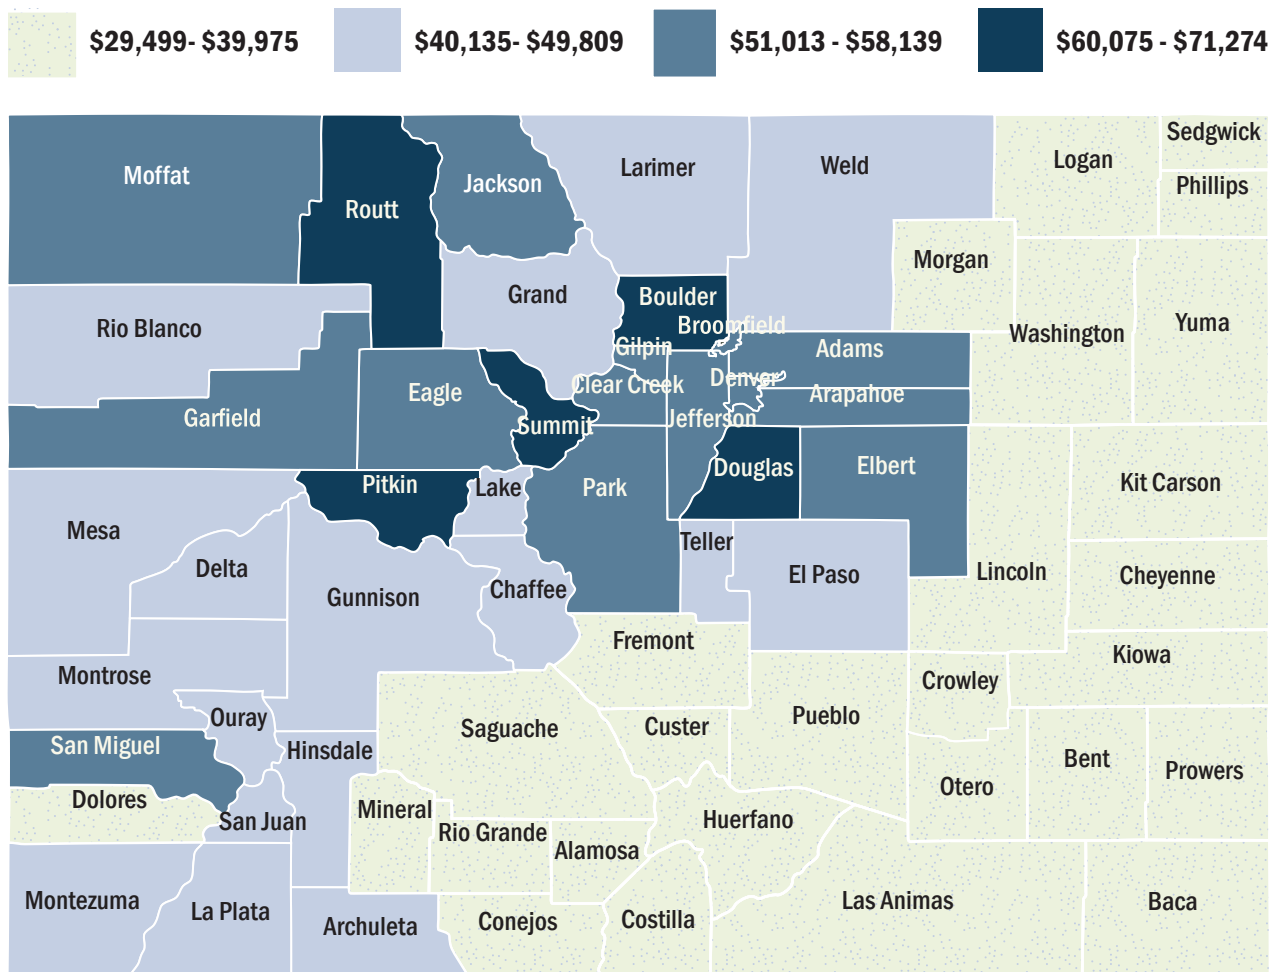 $29,499- $39,975
$40,135- $49,809
$51,013 - $58,139
$60,075 - $71,274
Sedgwick
Logan
Larimer
Weld
Moffat
Jackson
Phillips
Routt
Morgan
Grand
Boulder
Broomfield
Rio Blanco
Yuma
Washington
Gilpin
Adams
Denver
Clear Creek
Eagle
Arapahoe
Garfield
Jefferson
Summit
Elbert
Douglas
Pitkin
Lake
Park
Kit Carson
Mesa
Teller
Delta
Lincoln
El Paso
Cheyenne
Chaffee
Gunnison
Fremont
Kiowa
Montrose
Crowley
Ouray
Pueblo
Custer
Saguache
San Miguel
Hinsdale
Bent
Prowers
Otero
Dolores
Mineral
San Juan
Huerfano
Rio Grande
Alamosa
Montezuma
Las Animas
Baca
La Plata
Costilla
Conejos
Archuleta